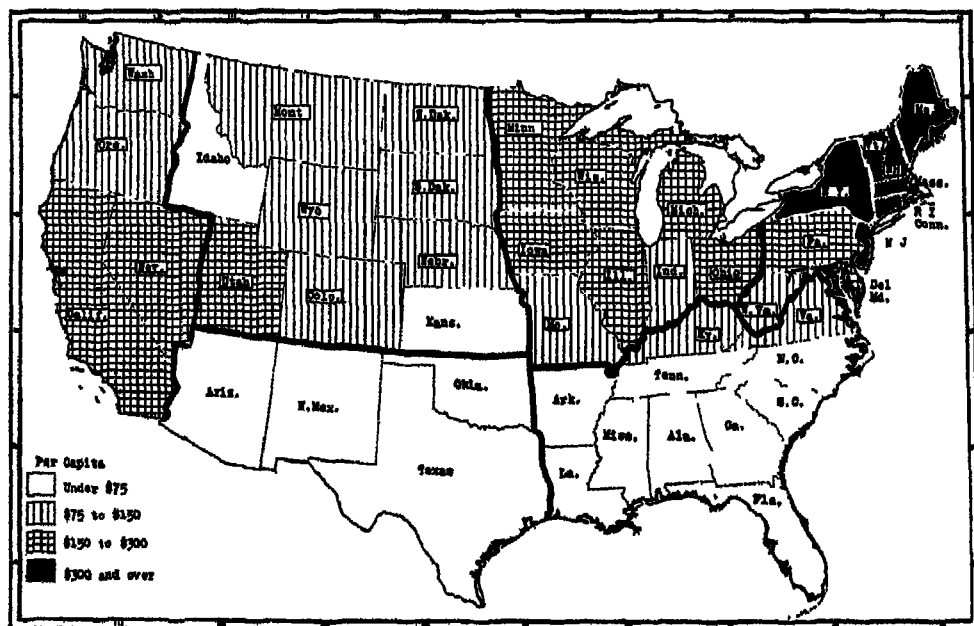 Wash
Mont
N.Dak.
Minn
Me.
Ore.
Idaho
Wis.
Mass.
S.Dak.
N.Y.
R I
Conn.
Wyo
Mich.
N J
Nev.
Utah
Nebr.
Iowa
Ill.
Ind.
Ohio
Pa.
Del
Md.
Calif.
Colo.
Kans.
Mo.
Ky.
W.Va.
Va.
Ariz.
N.Mex.
Okla.
Ark.
Tenn.
N.C.
S.C.
Texas
La.
Miss.
Ala.
Ga.
Fla.
Per Capita
Under $75
$75 to $150
$150 to $300
$300 and over